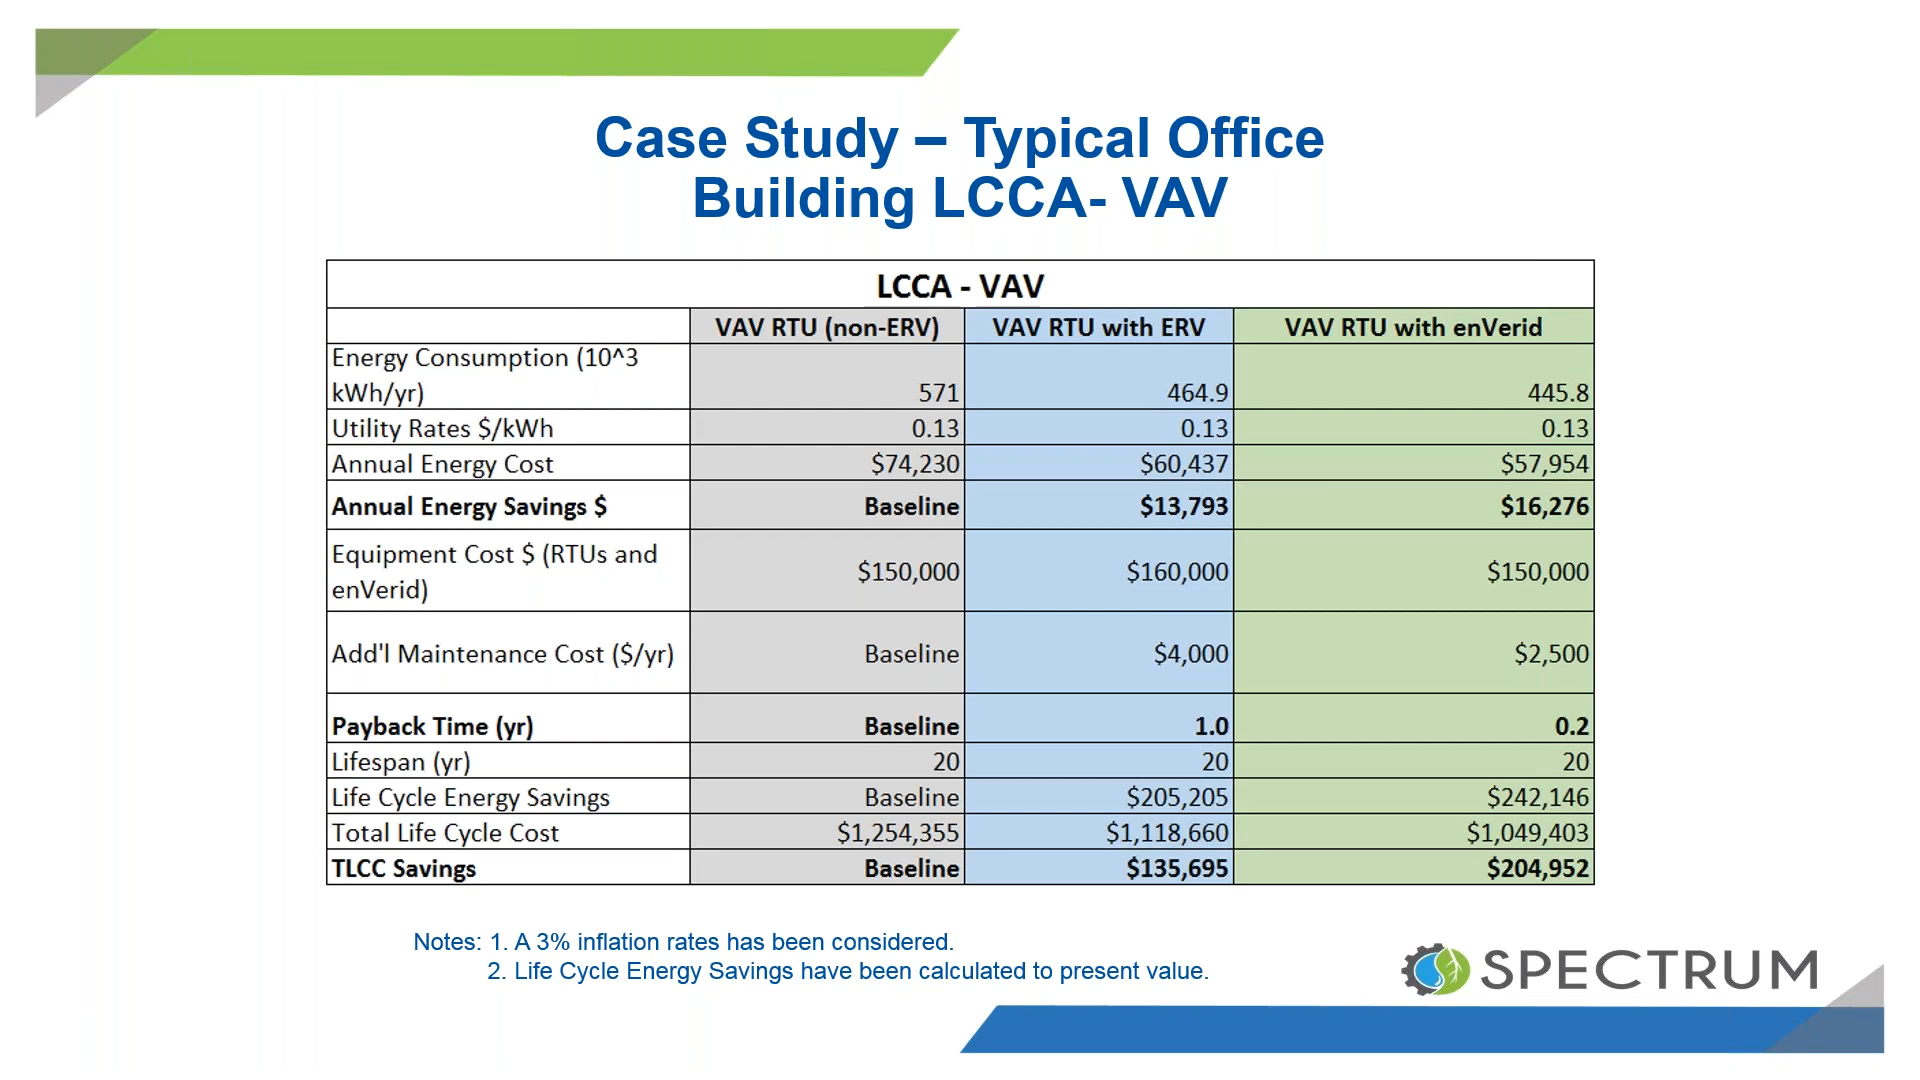 Case Study – Typical Office
Building LCCA- VAV
LCCA - VAV
VAV RTU (non-ERV) VAV RTU with ERV VAV RTU with enVerid
Energy Consumption (10^3
kWh/yr) 571 464.9 445.8
Utility Rates $/kWh 0.13 0.13 0.13
Annual Energy Cost $74,230 $60,437 $57,954
Annual Energy Savings $ Baseline $13,793 $16,276
Equipment Cost $ (RTUs and
enVerid) $150,000 $160,000 $150,000
Add'l Maintenance Cost ($/yr) Baseline $4,000 $2,500
Payback Time (yr) Baseline 1.0 0.2
Lifespan (yr) 20 20 20
Life Cycle Energy Savings Baseline $205,205 $242,146
Total Life Cycle Cost $1,254,355 $1,118,660 $1,049,403
TLCC Savings Baseline $135,695 $204,952
Notes: 1. A 3% inflation rates has been considered.
2. Life Cycle Energy Savings have been calculated to present value.
SPECTRUM